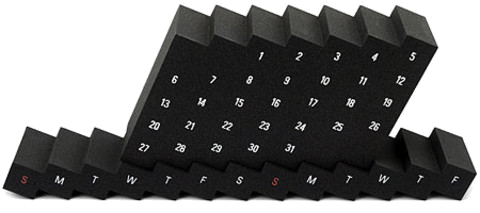 1 2 3 4 5
6 7 8 9 10 11 12
13 14 15 16 17 18 19
20 21 22 23 24 25 26
27 28 29 30 31
S M T W T F S S M T W T F